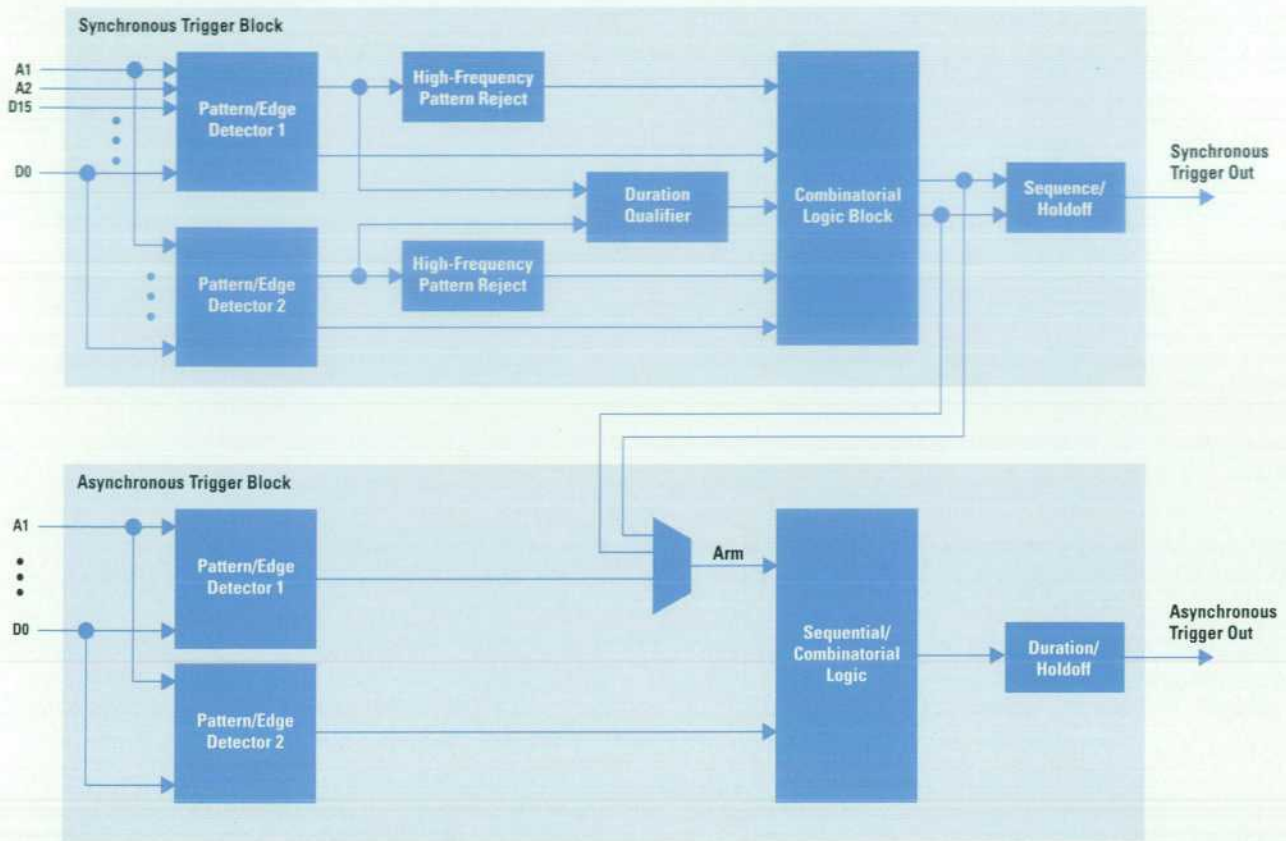 Synchronous Trigger Block
A1
A2
D15
D0
Pattern/Edge
Detector 1
High-Frequency
Pattern Reject
Duration
Qualifier
Combinatorial
Logic Block
Sequence/
Holdoff
Synchronous
Trigger Out
Pattern/Edge
Detector 2
High-Frequency
Pattern Reject
Asynchronous Trigger Block
A1
D0
Pattern/Edge
Detector 1
Arm
Sequential/
Combinatorial
Logic
Duration/
Holdoff
Asynchronous
Trigger Out
Pattern/Edge
Detector 2